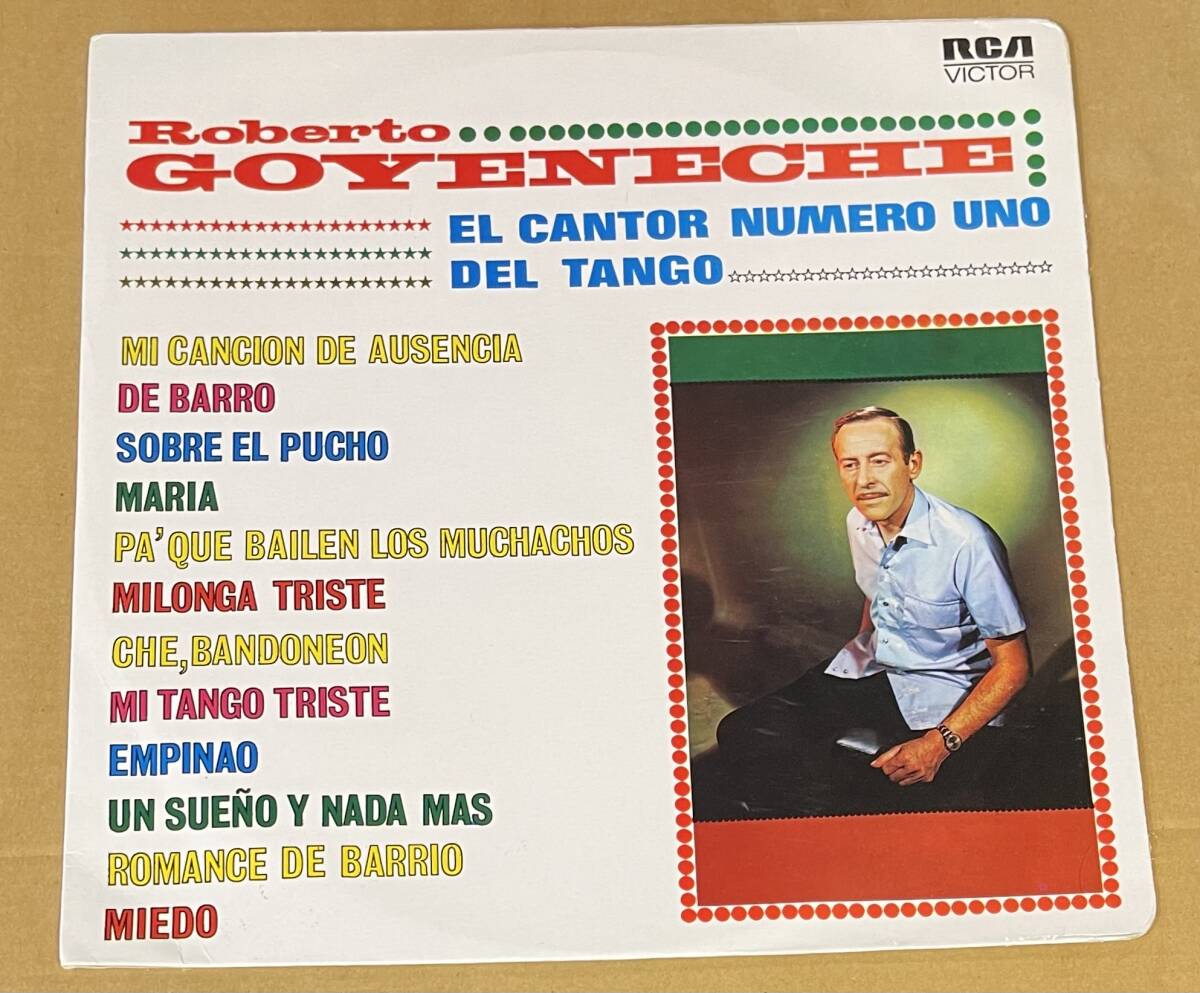 RCA
VICTOR
Roberto
GOYENECHE
EL CANTOR NUMERO UNO
DEL TANGO
MI CANCION DE AUSENCIA
DE BARRO
SOBRE EL PUCHO
MARIA
PA'QUE BAILEN LOS MUCHACHOS
MILONGA TRISTE
CHE, BANDONEON
MI TANGO TRISTE
EMPINAO
UN SUEÑO Y NADA MAS
ROMANCE DE BARRIO
MIEDO